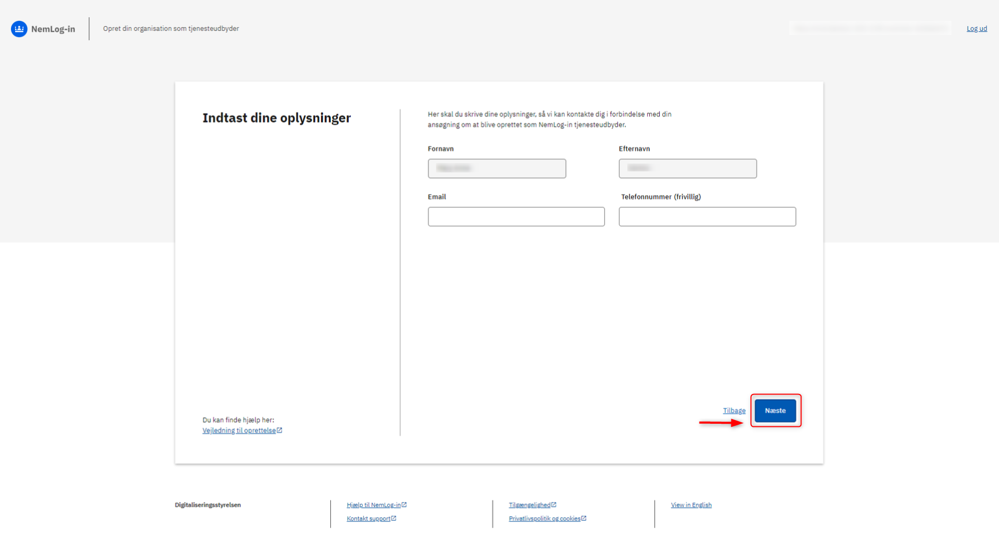 NemLog-in
Opret din organisation som tjenesteudbyder
Log ud
Indtast dine oplysninger
Her skal du skrive dine oplysninger, så vi kan kontakte dig i forbindelse med din
ansøgning om at blive oprettet som NemLog-in tjenesteudbyder.
Fornavn
Efternavn
Email
Telefonnummer (frivillig)
Tilbage
Næste
Du kan finde hjælp her:
Vejledning til oprettelse
Digitaliseringsstyrelsen
Hjælp til NemLog-in
Kontakt support
Tilgængelighed
Privatlivspolitik og cookies
View in English